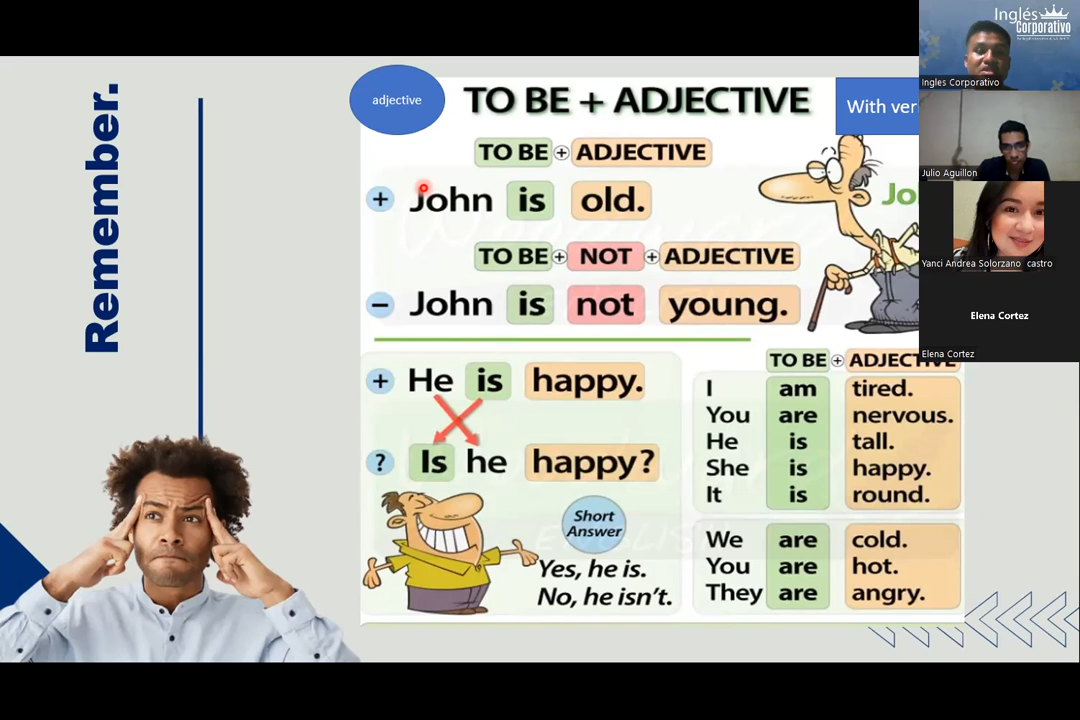 Remember.
adjective
TO BE + ADJECTIVE
With ver
TO BE + ADJECTIVE
+ John is old.
Jo
TO BE + NOT + ADJECTIVE
− John is not young.
+ He is happy.
? Is he happy?
Short
Answer
Yes, he is.
No, he isn't.
TO BE + ADJECTIVE
I am tired.
You are nervous.
He is tall.
She is happy.
It is round.
We are cold.
You are hot.
They are angry.
Inglés
Corporativo
Ingles Corporativo
Julio Aguillon
Yanci Andrea Solorzano castro
Elena Cortez
Elena Cortez